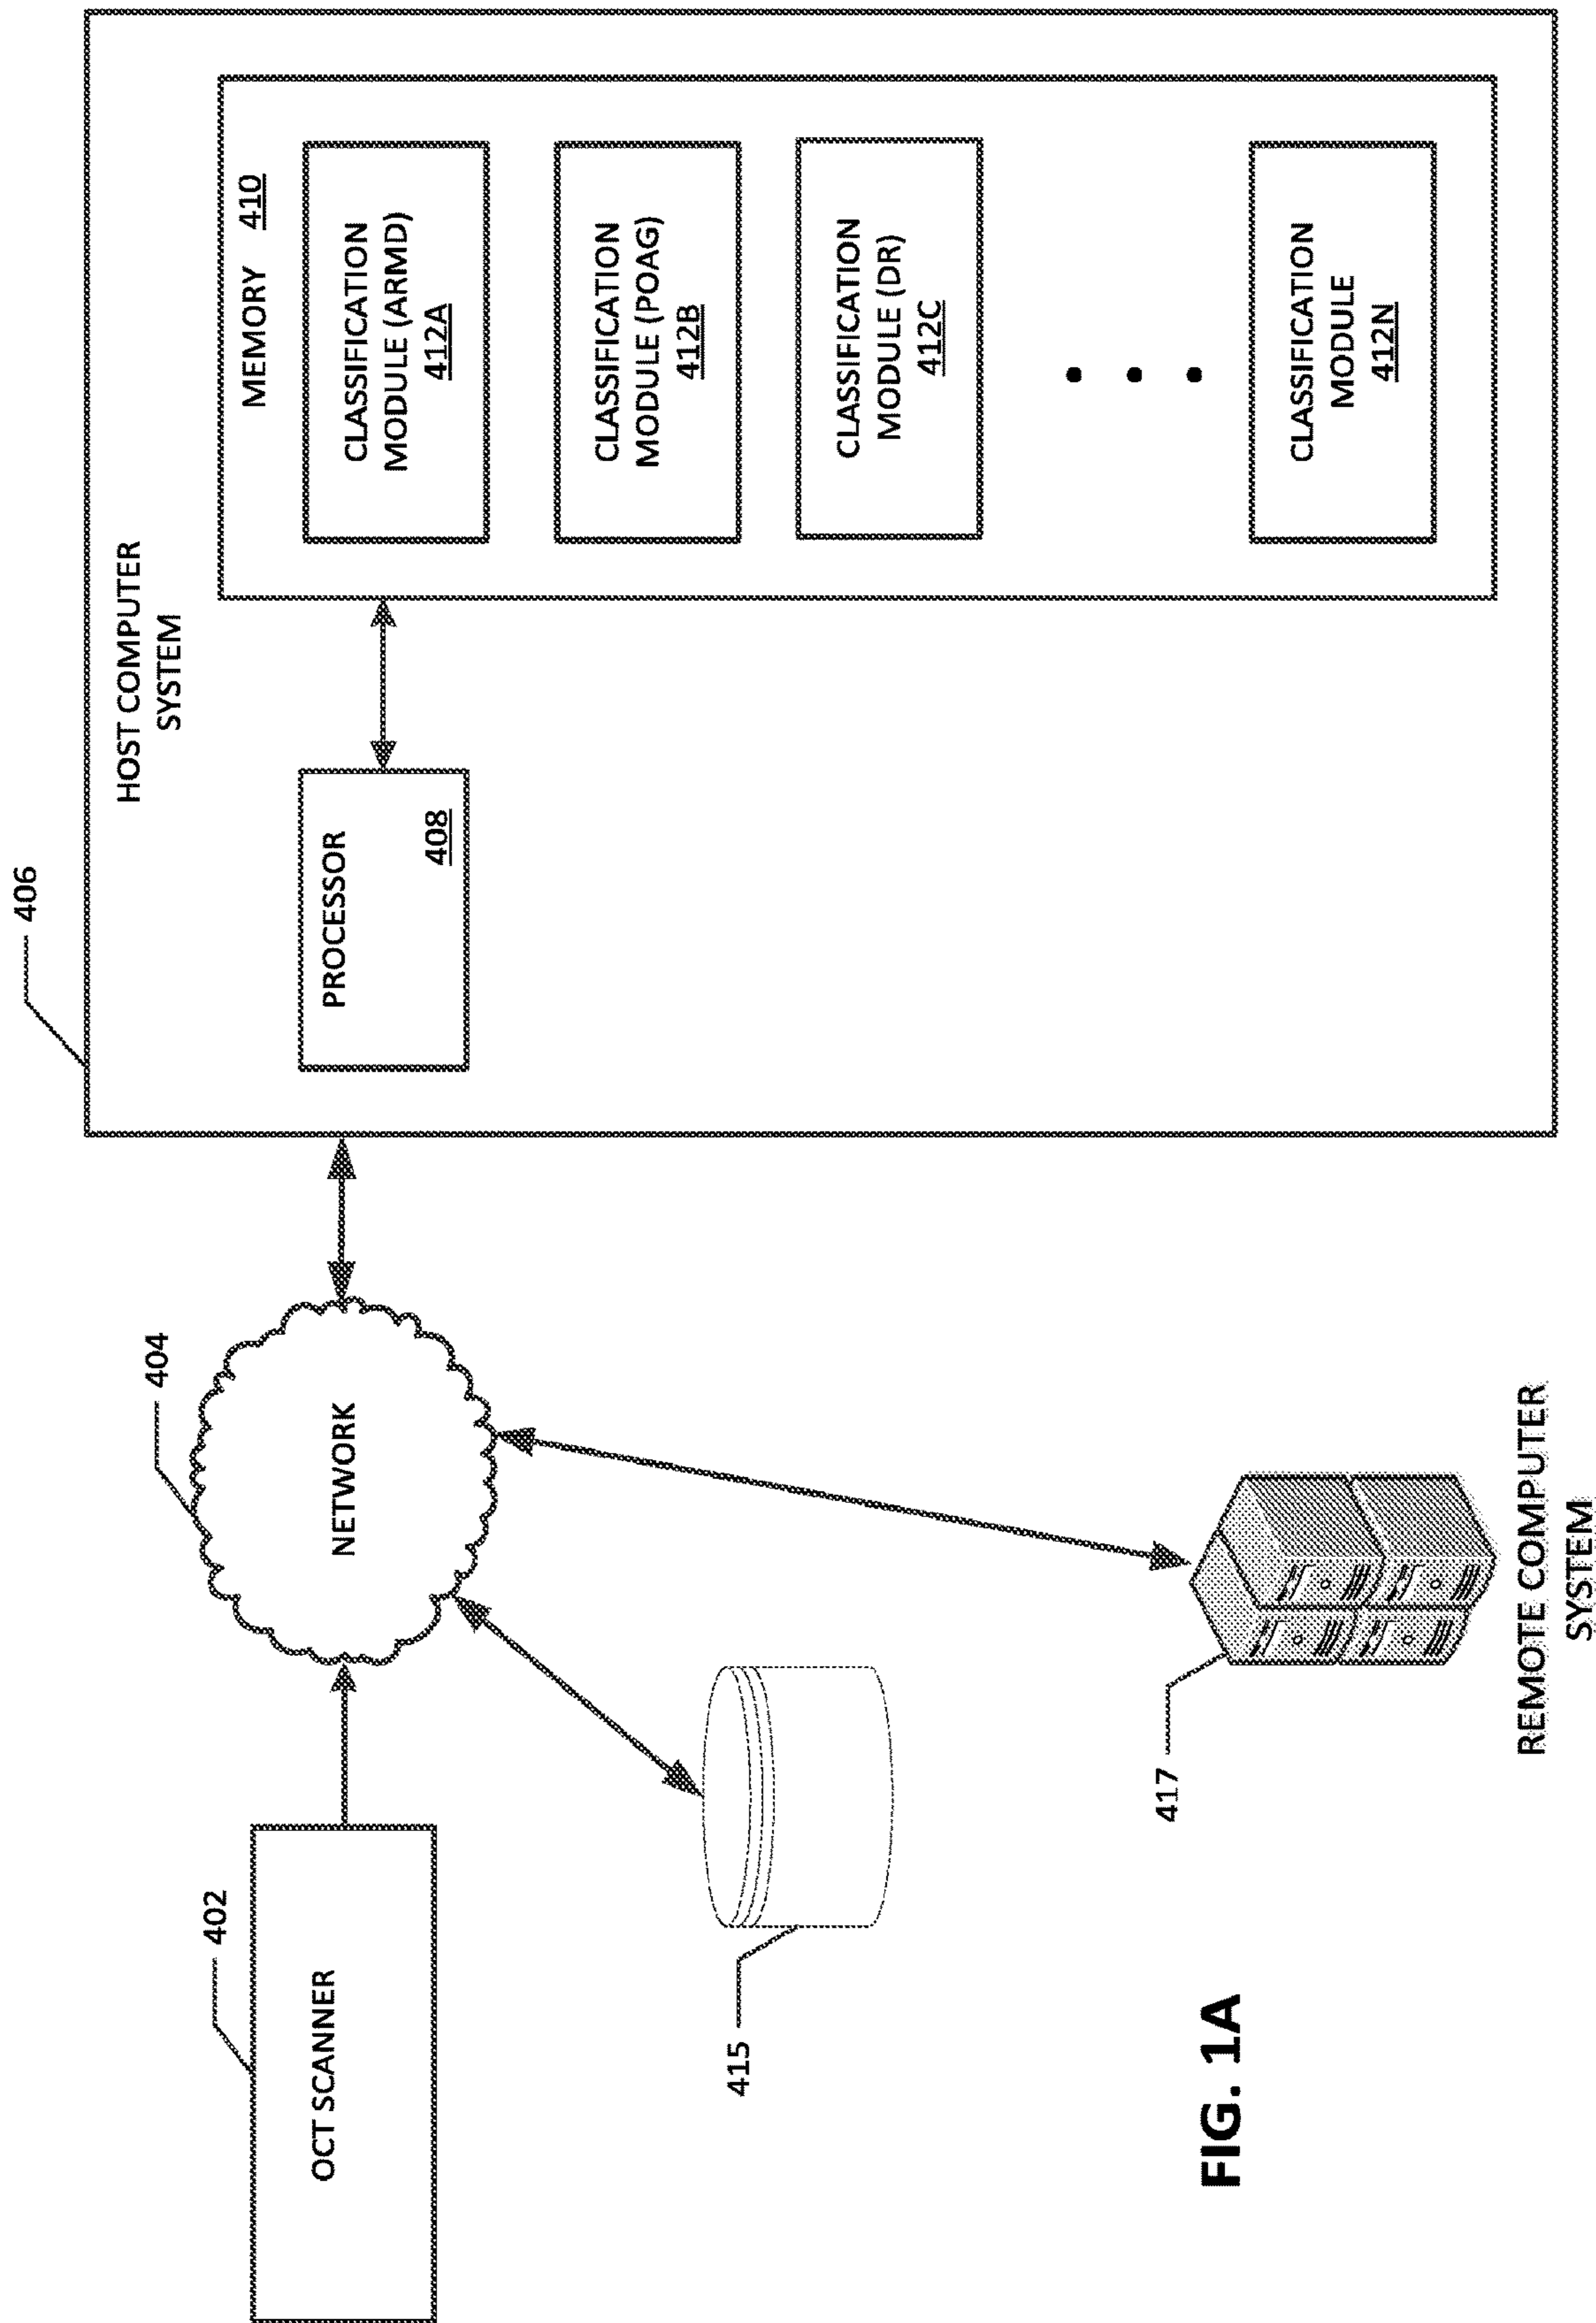 406
HOST COMPUTER
SYSTEM
MEMORY 410
CLASSIFICATION
MODULE (ARMD)
412A
CLASSIFICATION
MODULE (POAG)
412B
CLASSIFICATION
MODULE (DR)
412C
CLASSIFICATION
MODULE
412N
PROCESSOR
408
404
NETWORK
402
OCT SCANNER
415
417
REMOTE COMPUTER
SYSTEM
FIG. 1A